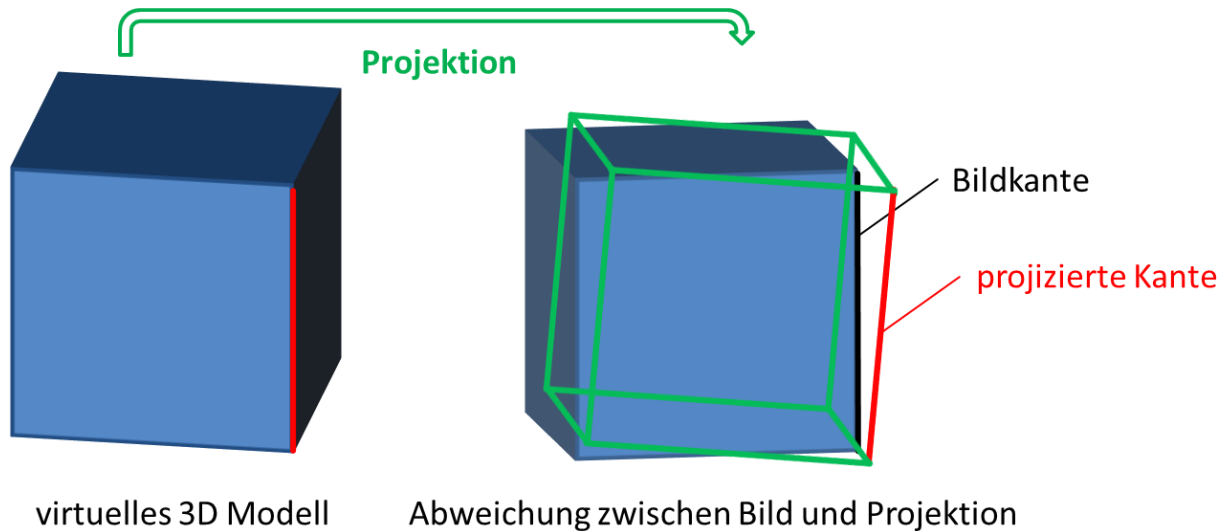 Projektion
Bildkante
projizierte Kante
virtuelles 3D Modell
Abweichung zwischen Bild und Projektion